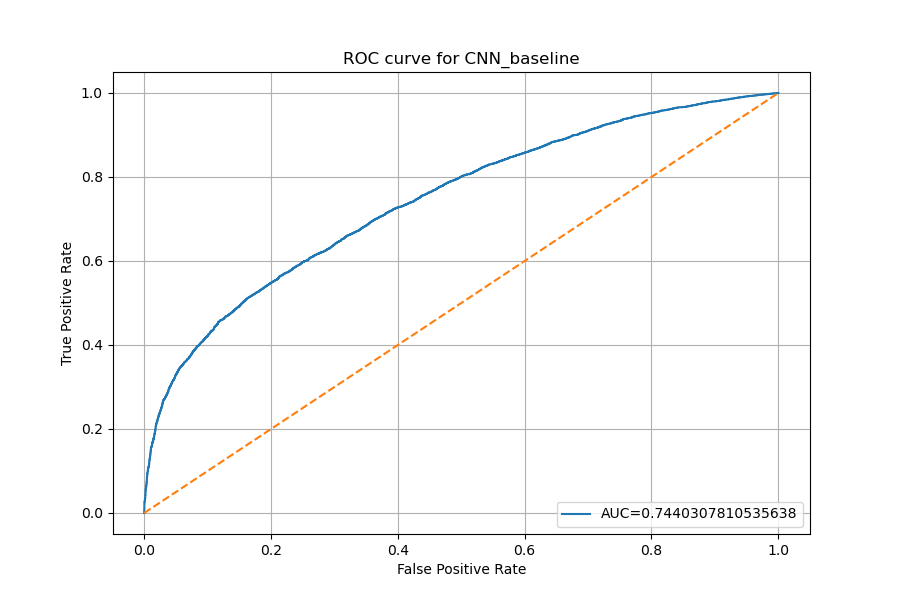 ROC curve for CNN_baseline
1.0
0.8
0.6
0.4
0.2
0.0
True Positive Rate
AUC=0.7440307810535638
0.0 0.2 0.4 0.6 0.8 1.0
False Positive Rate